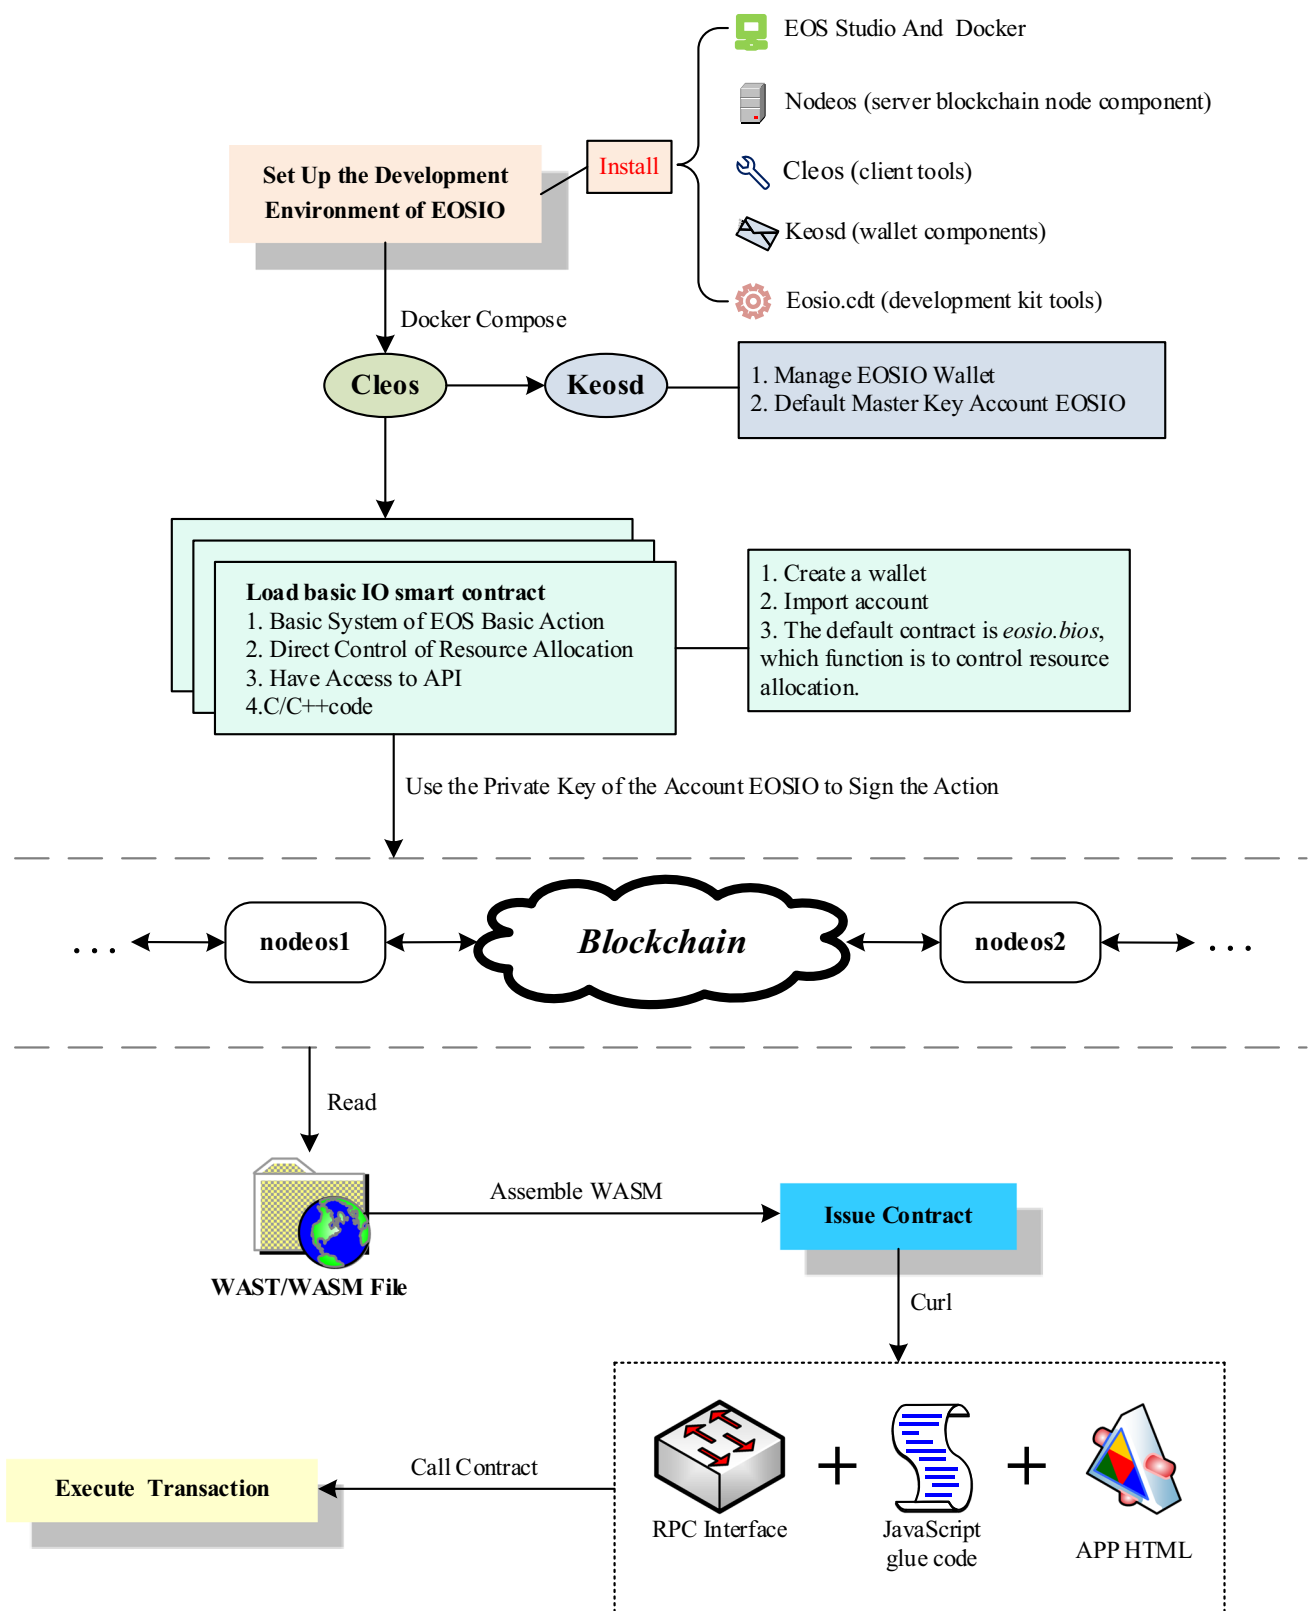 EOS Studio And Docker
Nodeos (server blockchain node component)
Install
Cleos (client tools)
Set Up the Development
Environment of EOSIO
Keosd (wallet components)
Eosio.cdt (development kit tools)
Docker Compose
Cleos
Keosd
1. Manage EOSIO Wallet
2. Default Master Key Account EOSIO
Load basic IO smart contract
1. Basic System of EOS Basic Action
2. Direct Control of Resource Allocation
3. Have Access to API
4.C/C++code
1. Create a wallet
2. Import account
3. The default contract is eosio.bios,
which function is to control resource
allocation.
Use the Private Key of the Account EOSIO to Sign the Action
. . .
nodeos1
Blockchain
nodeos2
. . .
Read
WAST/WASM File
Assemble WASM
Issue Contract
Curl
RPC Interface
+
JavaScript
glue code
+
APP HTML
Call Contract
Execute Transaction